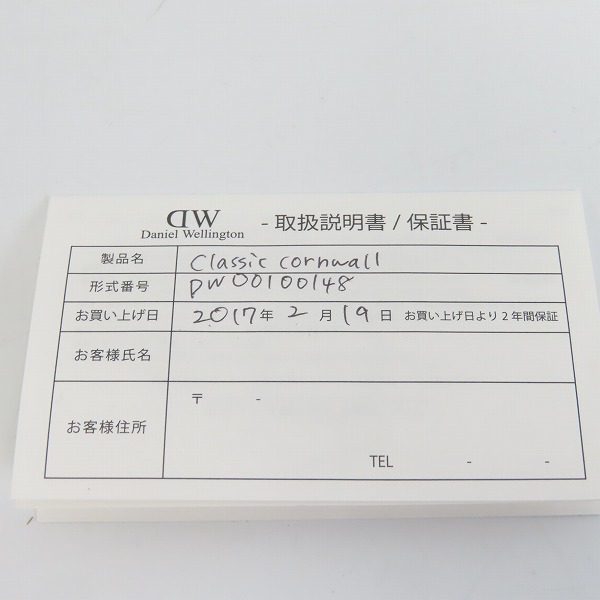 DW
Daniel Wellington
- 取扱説明書 / 保証書 -
製品名 Classic cornwall
形式番号 DW00100148
お買い上げ日 2017年 2月 19日 お買い上げ日より2年間保証
お客様氏名
お客様住所 〒 -
TEL - -